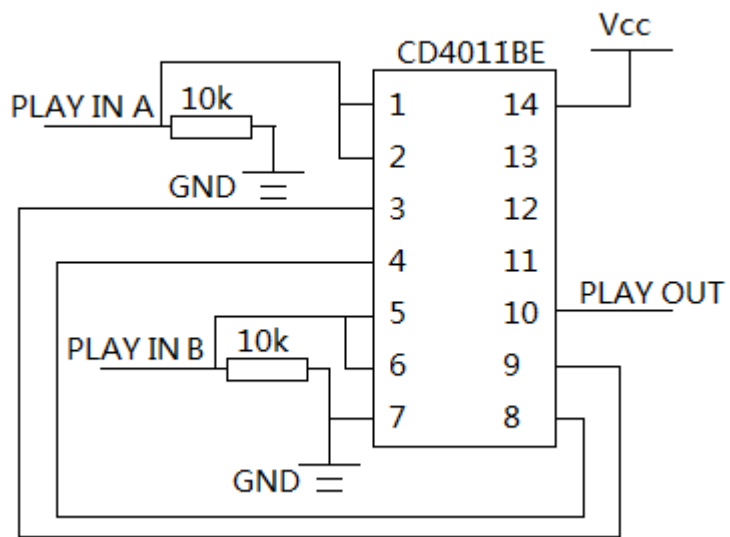 Vcc
CD4011BE
PLAY IN A
10k
GND
1
14
2
13
3
12
4
11
5
10
PLAY OUT
PLAY IN B
10k
6
9
7
8
GND